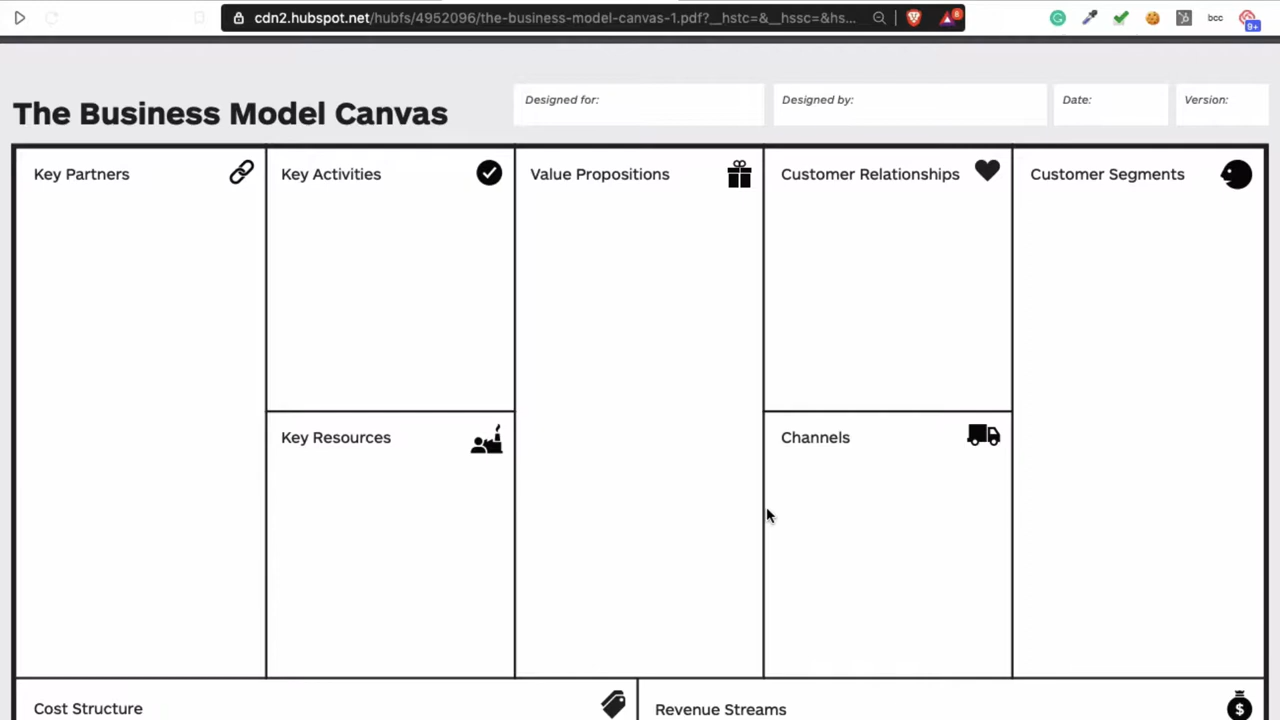 cdn2.hubspot.net/hubfs/4952096/the-business-model-canvas-1.pdf?__hstc=&__hssc=&hs...
8
bcc
9+
The Business Model Canvas
Designed for:
Designed by:
Date:
Version:
Key Partners
Key Activities
Value Propositions
Customer Relationships
Customer Segments
Key Resources
Channels
Cost Structure
Revenue Streams